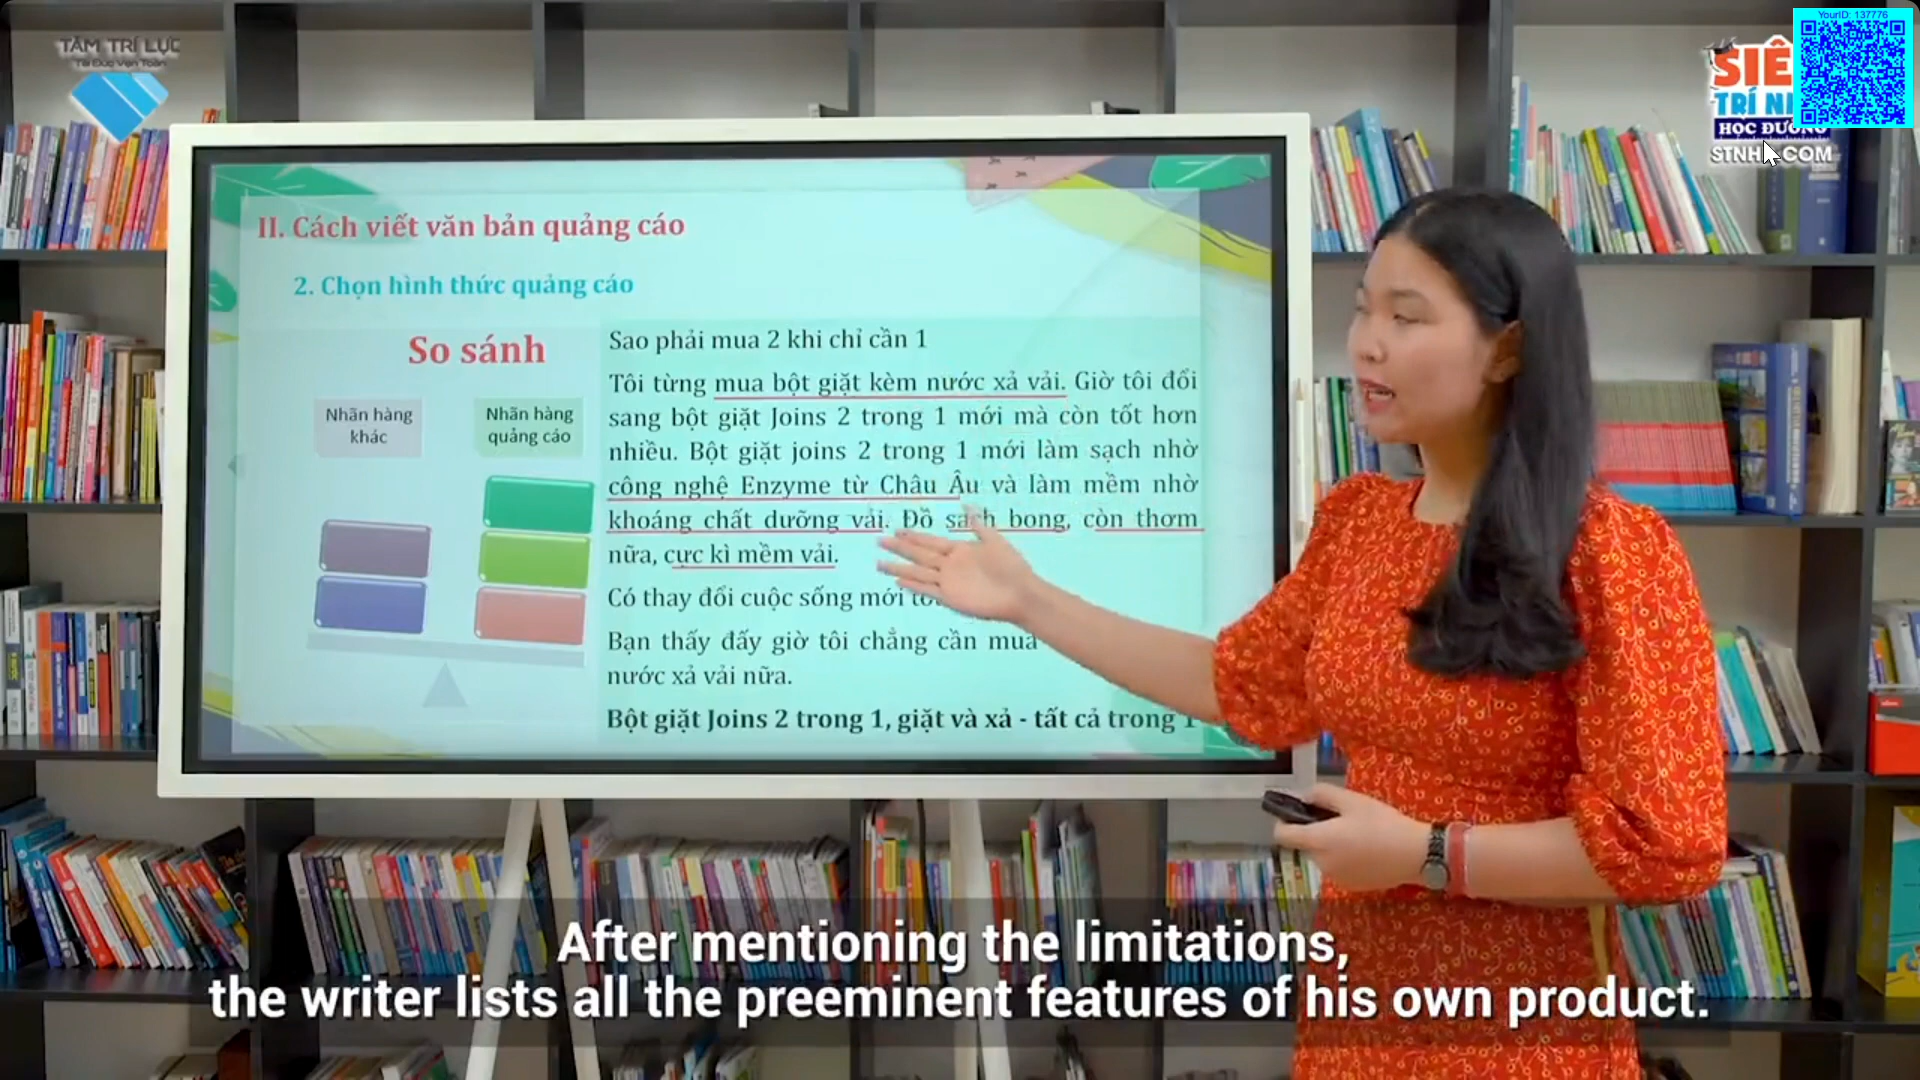 TÂM TRÍ LỰC
YourID: 137776
TRÍ
HỌC ĐƯỜNG
II. Cách viết văn bản quảng cáo
2. Chọn hình thức quảng cáo
So sánh
Nhãn hàng
khác
Nhãn hàng
quảng cáo
Sao phải mua 2 khi chỉ cần 1
Tôi từng mua bột giặt kèm nước xả vải. Giờ tôi đổi
sang bột giặt Joins 2 trong 1 mới mà còn tốt hơn
nhiều. Bột giặt joins 2 trong 1 mới làm sạch nhờ
công nghệ Enzyme từ Châu Âu và làm mềm nhờ
khoáng chất dưỡng vải. Đồ sạch bong, còn thơm
nữa, cực kì mềm vải.
Có thay đổi cuộc sống mới
Bạn thấy đấy giờ tôi chẳng cần mua
nước xả vải nữa.
Bột giặt Joins 2 trong 1, giặt và xả - tất cả trong 1
After mentioning the limitations,
the writer lists all the preeminent features of his own product.